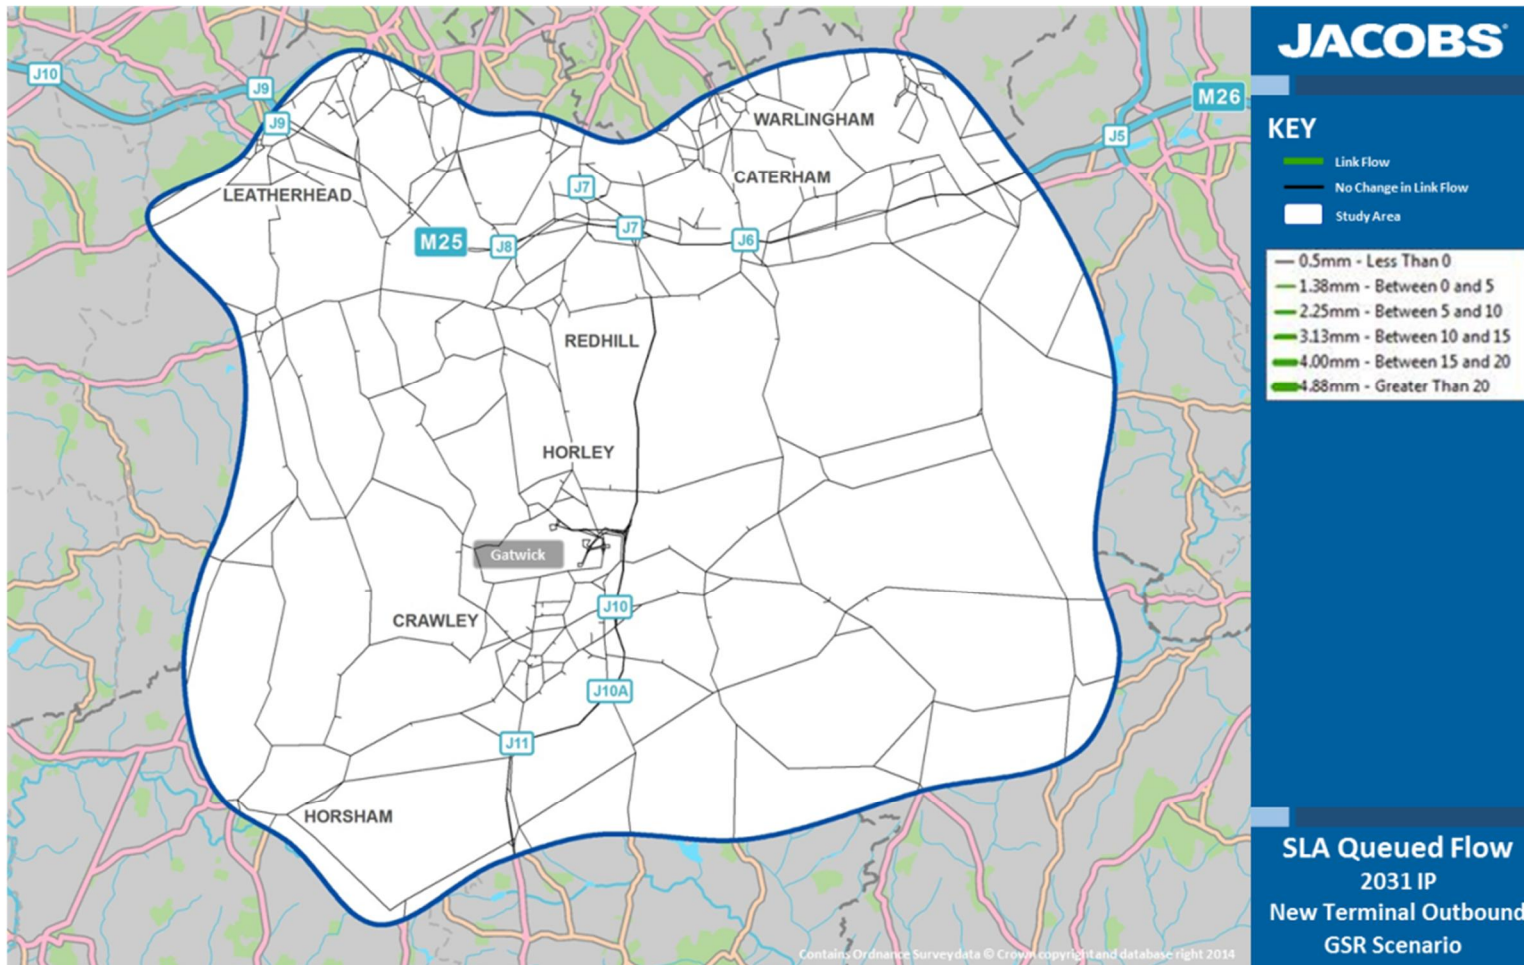 JACOBS
J10
J9
M26
WARLINGHAM
J9
J5
KEY
Link Flow
CATERHAM
J7
No Change in Link Flow
LEATHERHEAD
Study Area
J7
M25
J8
J6
0.5mm - Less Than 0
1.38mm - Between 0 and 5
2.25mm - Between 5 and 10
3.13mm - Between 10 and 15
4.00mm - Between 15 and 20
4.88mm - Greater Than 20
REDHILL
HORLEY
Gatwick
J10
CRAWLEY
J10A
J11
HORSHAM
SLA Queued Flow
2031 IP
New Terminal Outbound
GSR Scenario
Contains Ordnance Survey data © Crown copyright and database right 2014